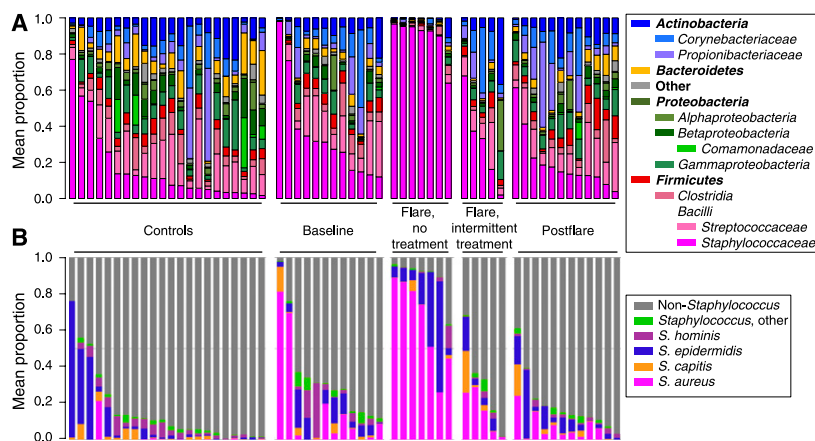 A
Mean proportion
1.0
0.8
0.6
0.4
0.2
0.0
Actinobacteria
Corynebacteriaceae
Propionibacteriaceae
Bacteroidetes
Other
Proteobacteria
Alphaproteobacteria
Betaproteobacteria
Comamonadaceae
Gammaproteobacteria
Firmicutes
Clostridia
Bacilli
Streptococcaceae
Staphylococcaceae
Controls
Baseline
Flare,
no
treatment
Flare,
intermittent
treatment
Postflare
B
Mean proportion
1.0
0.8
0.6
0.4
0.2
0.0
Non-Staphylococcus
Staphylococcus, other
S. hominis
S. epidermidis
S. capitis
S. aureus